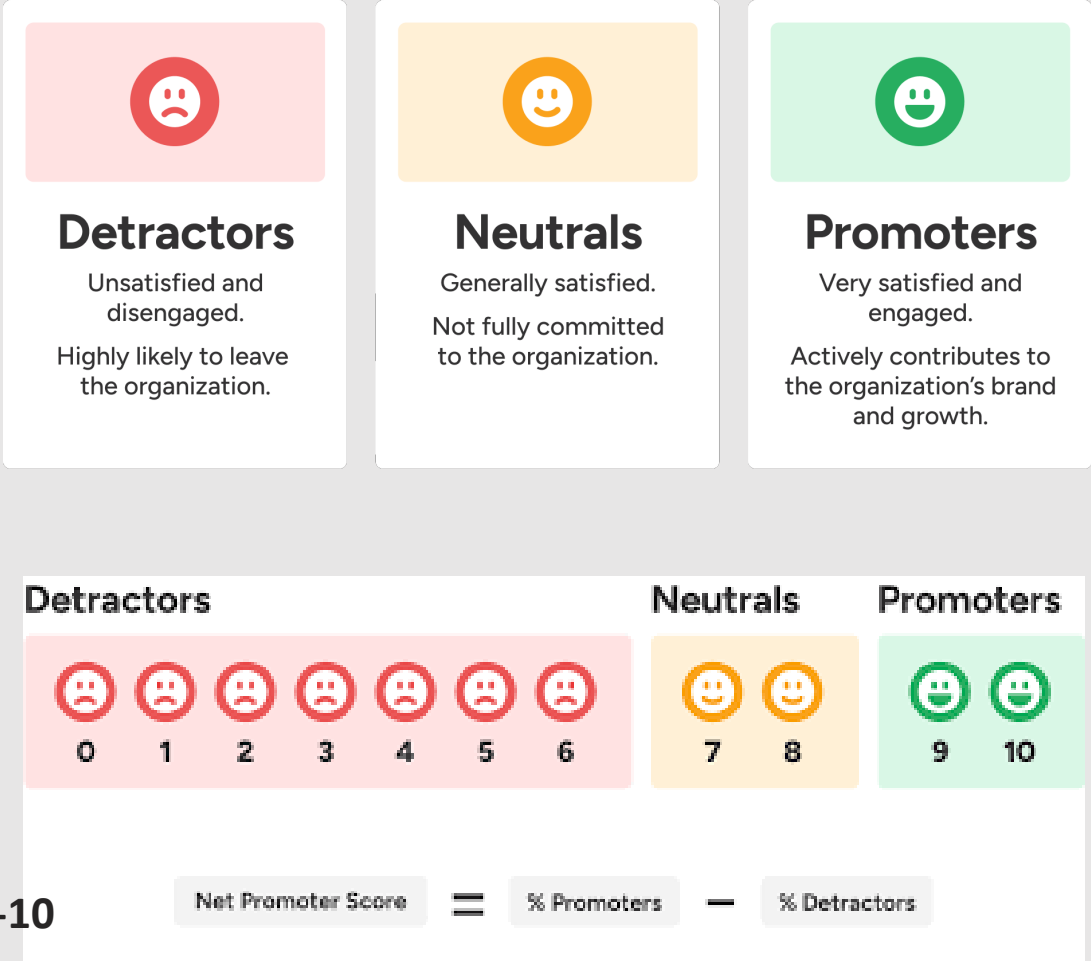 Detractors
Unsatisfied and
disengaged.
Highly likely to leave
the organization.
Neutrals
Generally satisfied.
Not fully committed
to the organization.
Promoters
Very satisfied and
engaged.
Actively contributes to
the organization’s brand
and growth.
Detractors
0 1 2 3 4 5 6
Neutrals
7 8
Promoters
9 10
-10
Net Promoter Score = % Promoters − % Detractors